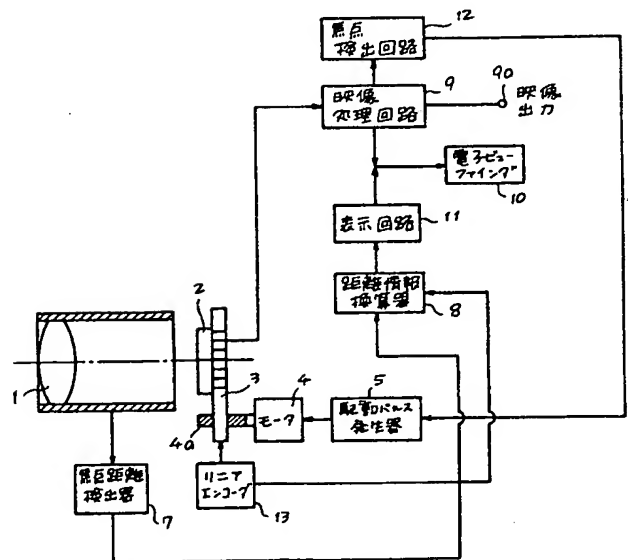 焦点
検出回路
12
映像
処理回路
9
90
映像
出力
電子ビュー
ファインダ
10
表示回路
11
距離情報
換算器
8
2
1
3
4
モータ
4a
5
駆動パルス
発生器
焦点距離
検出器
7
リニア
エンコーダ
13